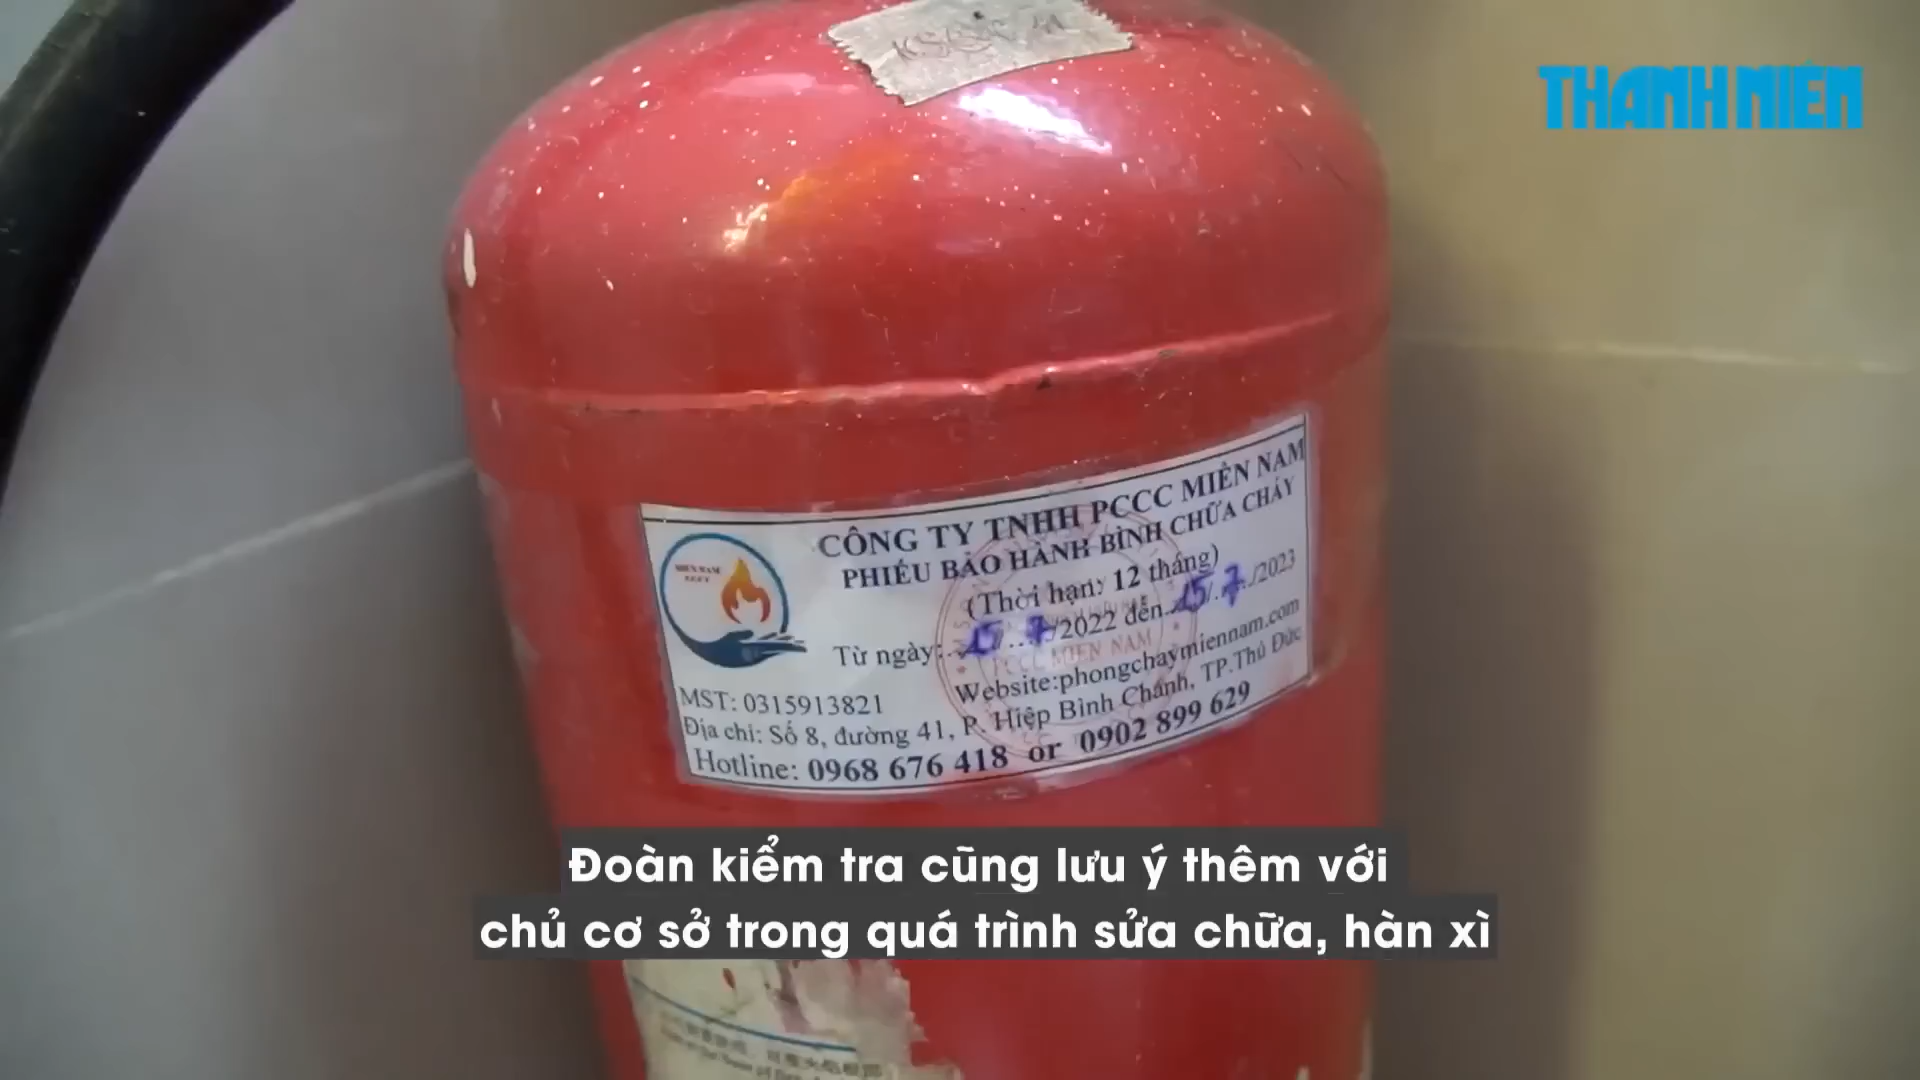 THANH NIÊN
CÔNG TY TNHH PCCC MIỀN NAM
PHIẾU BẢO HÀNH BÌNH CHỮA CHÁY
(Thời hạn: 12 tháng)
Từ ngày: 15/7/2022 đến 15/7/2023
MST: 0315913821 Website:phongchaymiennam.com
Địa chỉ: Số 8, đường 41, P. Hiệp Bình Chánh, TP.Thủ Đức
Hotline: 0968 676 418 or 0902 899 629
PCCC MIỀN NAM
Đoàn kiểm tra cũng lưu ý thêm với
chủ cơ sở trong quá trình sửa chữa, hàn xì